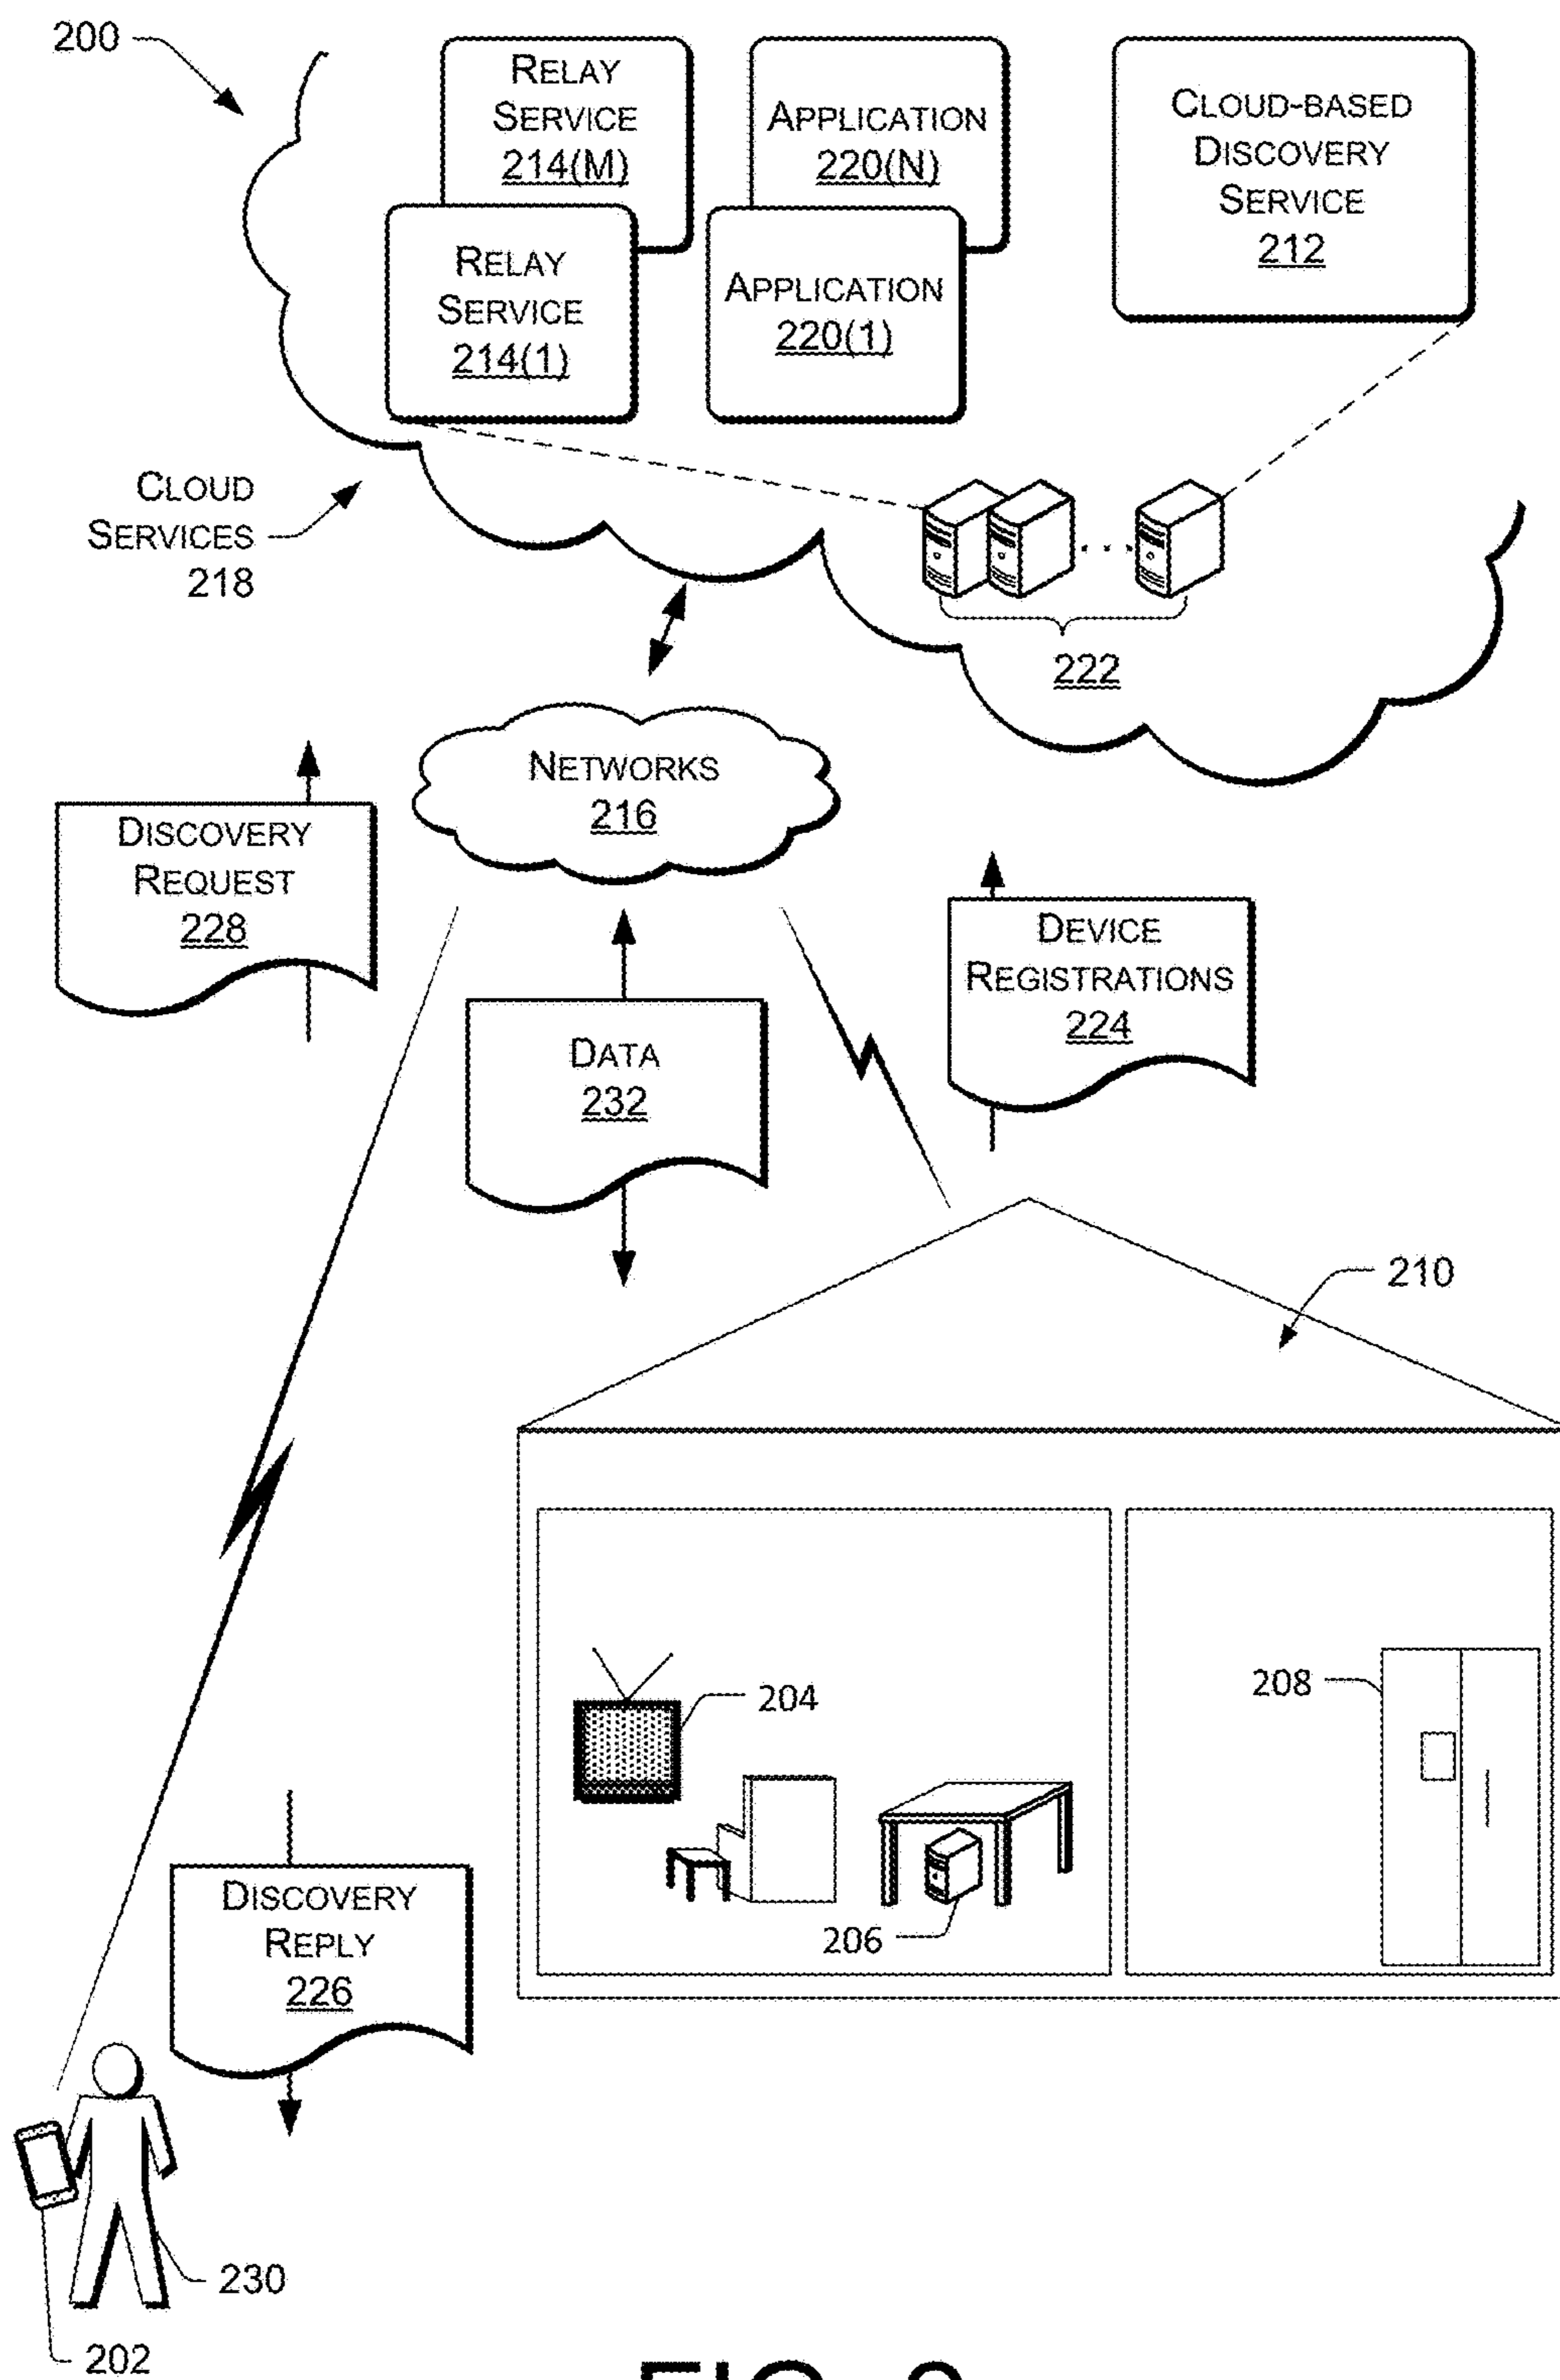 200
RELAY
SERVICE
214(M)
APPLICATION
220(N)
CLOUD-BASED
DISCOVERY
SERVICE
212
RELAY
SERVICE
214(1)
APPLICATION
220(1)
CLOUD
SERVICES
218
222
NETWORKS
216
DISCOVERY
REQUEST
228
DEVICE
REGISTRATIONS
224
DATA
232
210
204
208
206
DISCOVERY
REPLY
226
230
202